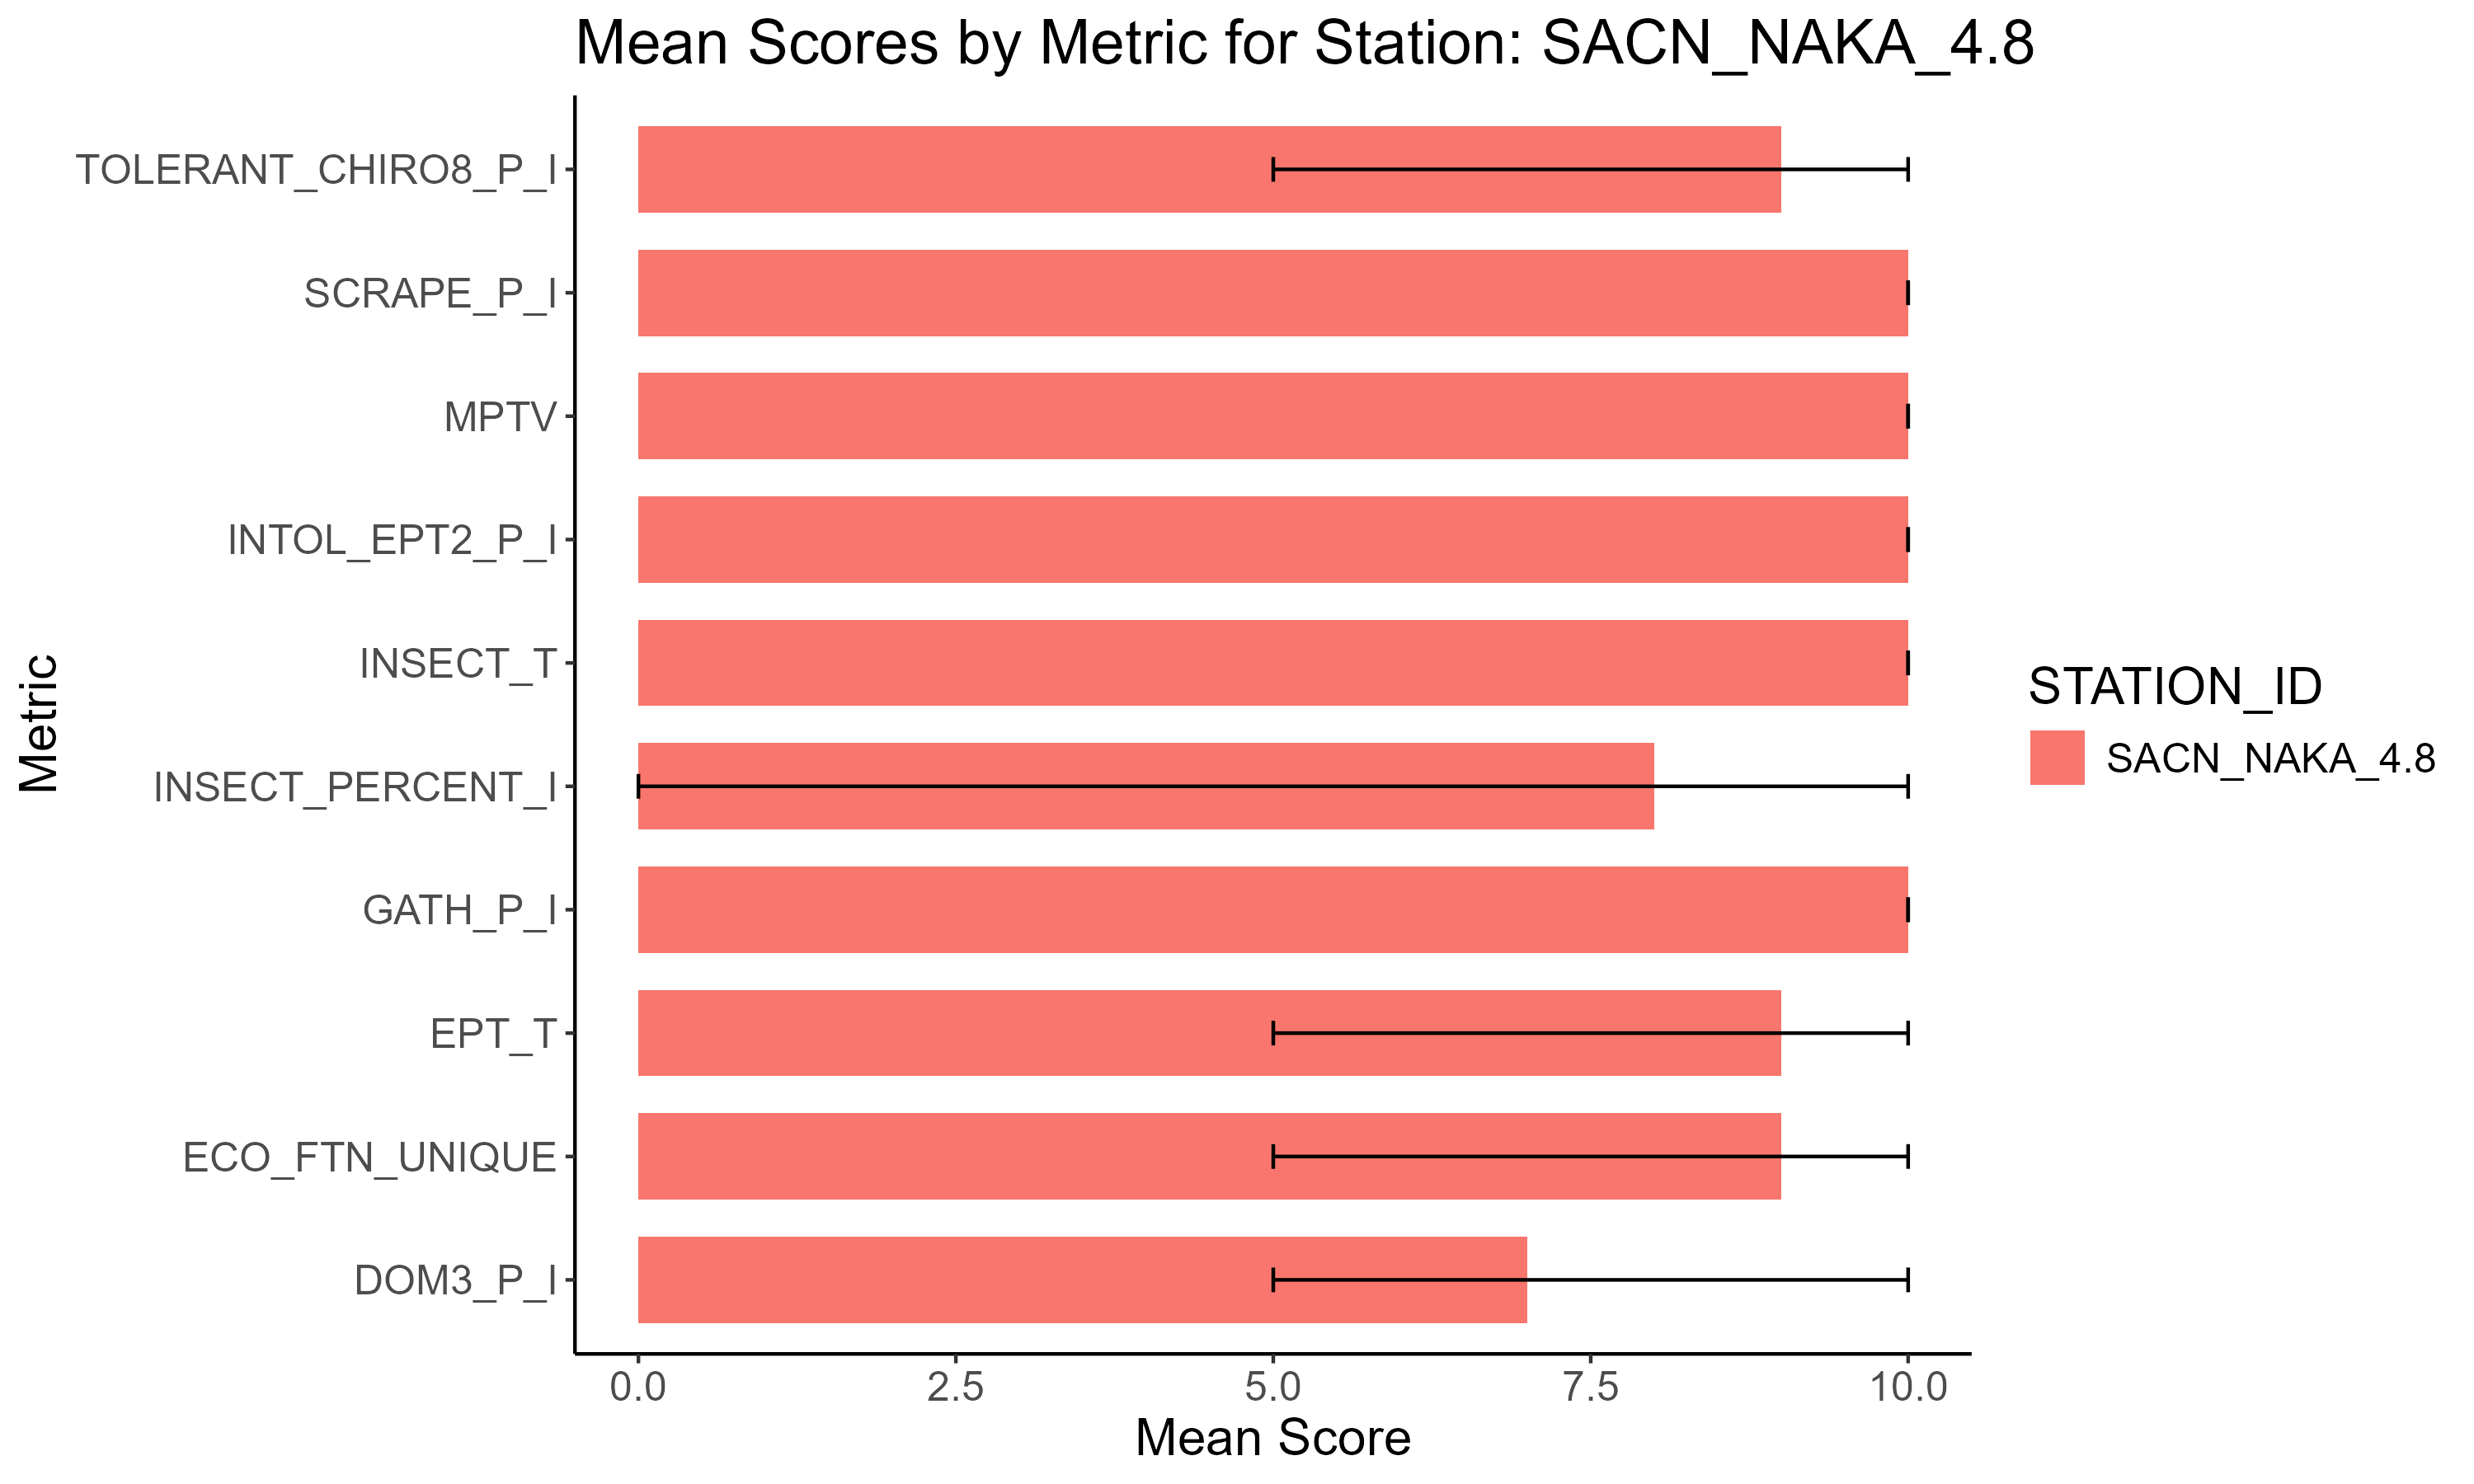 Mean Scores by Metric for Station: SACN_NAKA_4.8
TOLERANT_CHIRO8_P_I
SCRAPE_P_I
MPTV
INTOL_EPT2_P_I
INSECT_T
INSECT_PERCENT_I
GATH_P_I
EPT_T
ECO_FTN_UNIQUE
DOM3_P_I
Metric
0.0 2.5 5.0 7.5 10.0
Mean Score
STATION_ID
SACN_NAKA_4.8